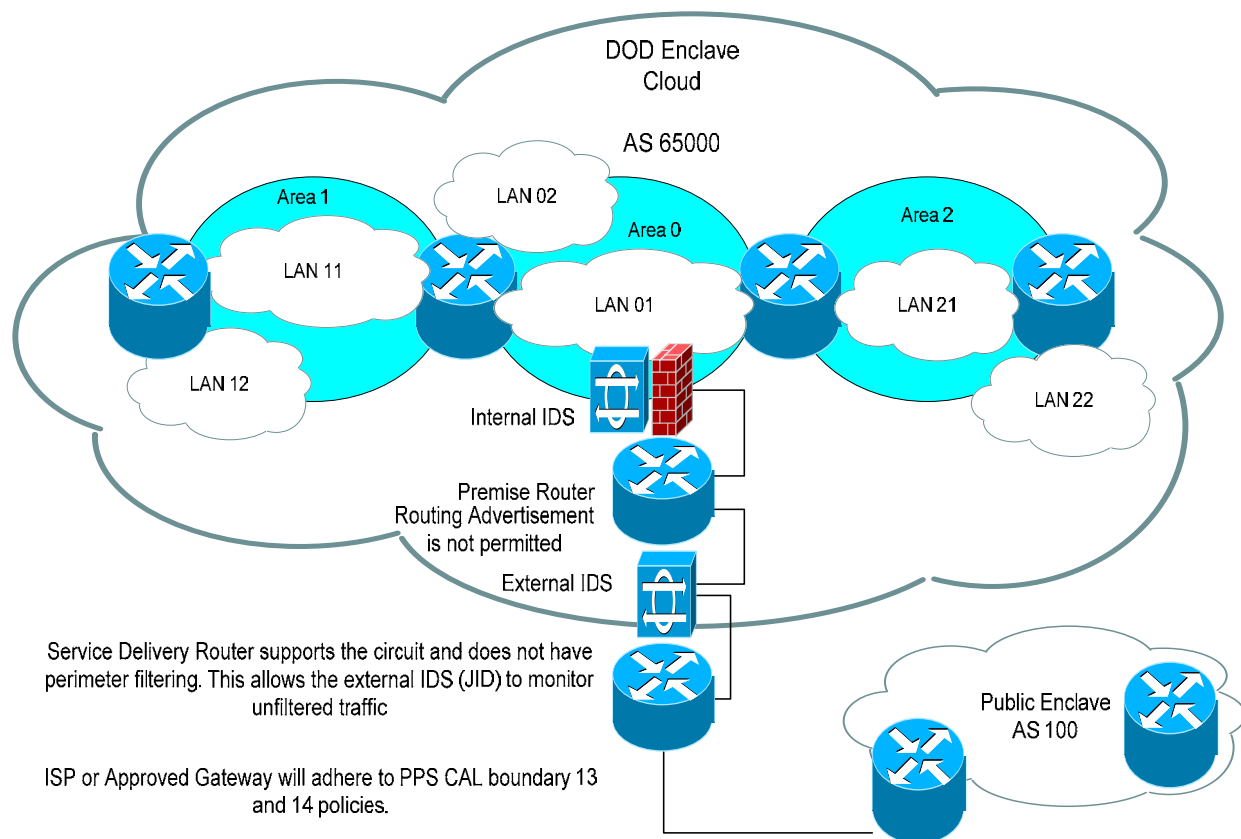 DOD Enclave
Cloud
AS 65000
LAN 02
Area 1
Area 0
Area 2
LAN 11
LAN 01
LAN 21
LAN 12
LAN 22
Internal IDS
Premise Router
Routing Advertisement
is not permitted
External IDS
Service Delivery Router supports the circuit and does not have
perimeter filtering. This allows the external IDS (JID) to monitor
unfiltered traffic
Public Enclave
AS 100
ISP or Approved Gateway will adhere to PPS CAL boundary 13
and 14 policies.